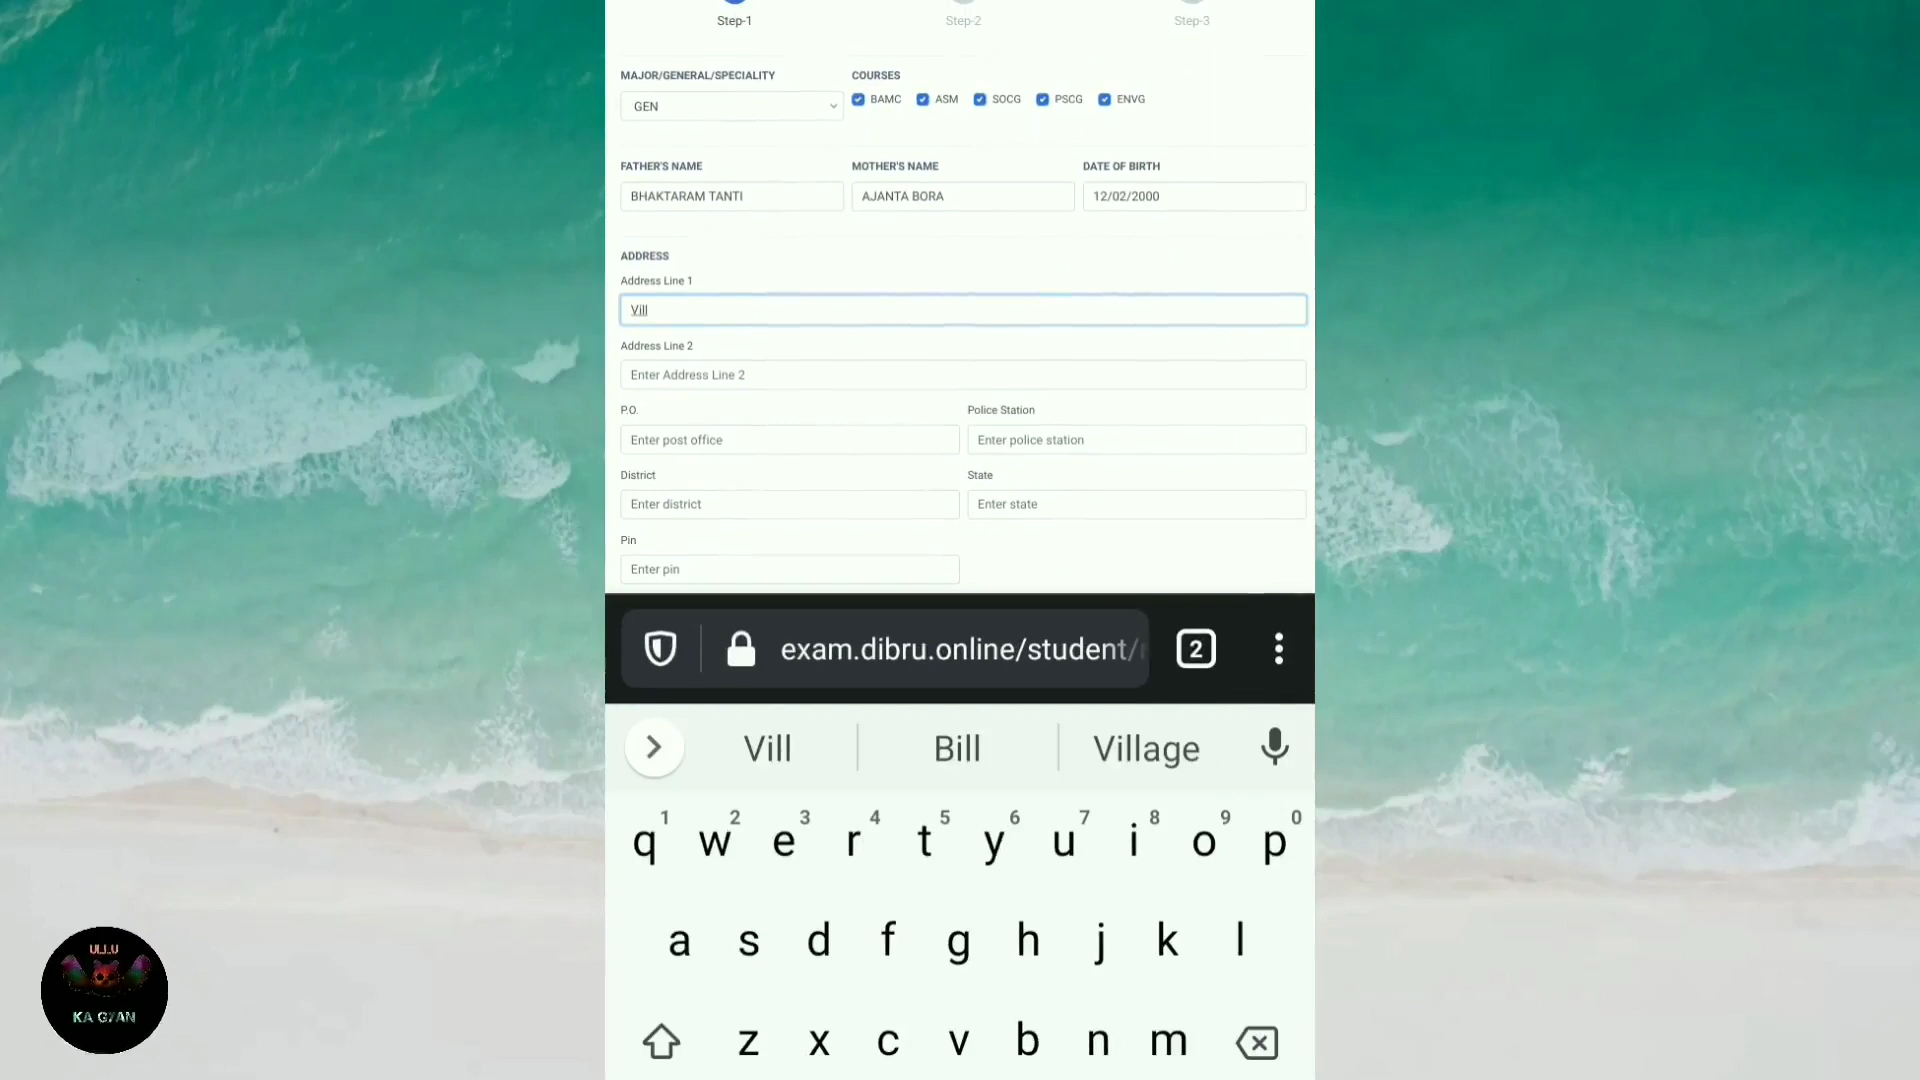 Step-1 Step-2 Step-3
MAJOR/GENERAL/SPECIALITY COURSES
GEN BAMC ASM SOCG PSCG ENVG
FATHER'S NAME MOTHER'S NAME DATE OF BIRTH
BHAKTARAM TANTI AJANTA BORA 12/02/2000
ADDRESS
Address Line 1
Vill
Address Line 2
Enter Address Line 2
P.O. Police Station
Enter post office Enter police station
District State
Enter district Enter state
Pin
Enter pin
exam.dibru.online/student/
2
Vill Bill Village
1 2 3 4 5 6 7 8 9 0
q w e r t y u i o p
a s d f g h j k l
z x c v b n m
ULLU
KA GYAN